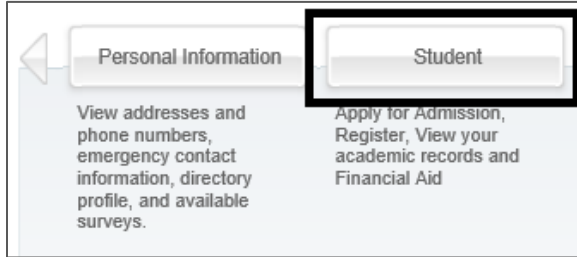 Personal Information
Student
View addresses and
phone numbers,
emergency contact
information, directory
profile, and available
surveys.
Apply for Admission,
Register, View your
academic records and
Financial Aid